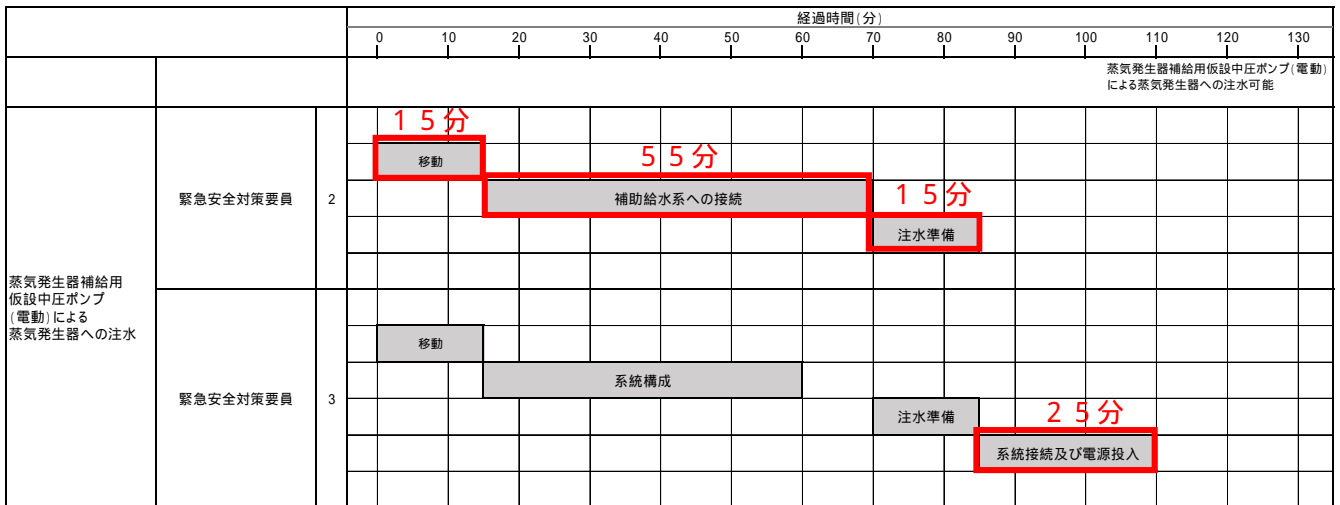 経過時間(分)
0 10 20 30 40 50 60 70 80 90 100 110 120 130
蒸気発生器補給用仮設中圧ポンプ(電動)
による蒸気発生器への注水可能
15分
移動
55分
緊急安全対策要員 2 補助給水系への接続
15分
注水準備
蒸気発生器補給用
仮設中圧ポンプ
(電動)による
蒸気発生器への注水
移動
系統構成
緊急安全対策要員 3
注水準備
25分
系統接続及び電源投入